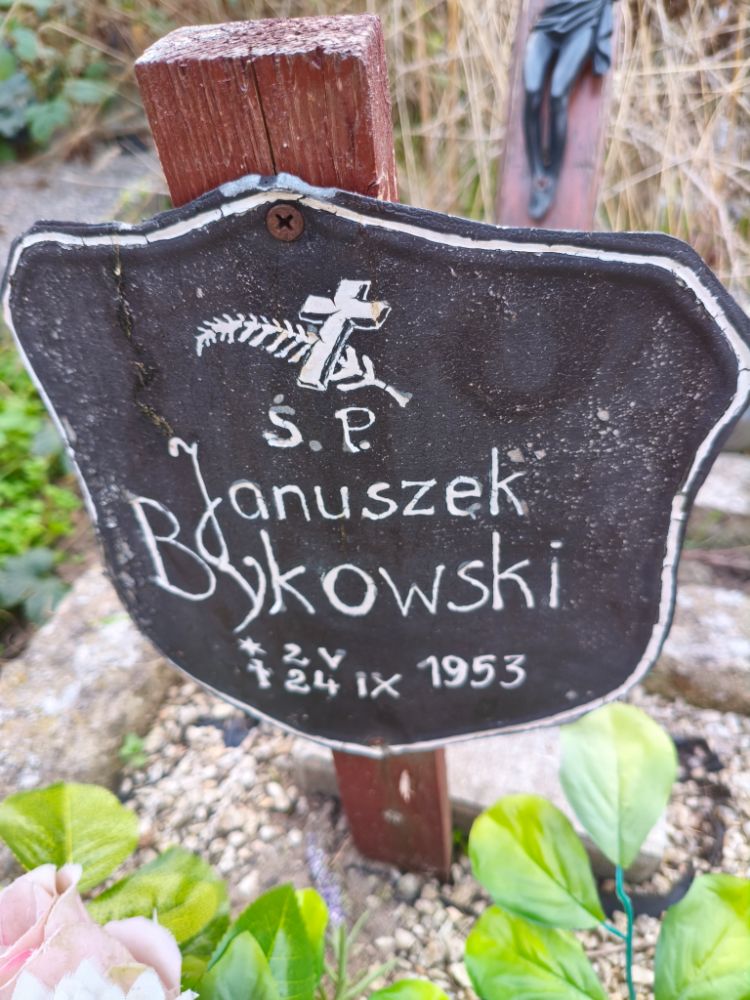 Ś. P.
Januszek
Bykowski
* 2 V
† 24 IX 1953